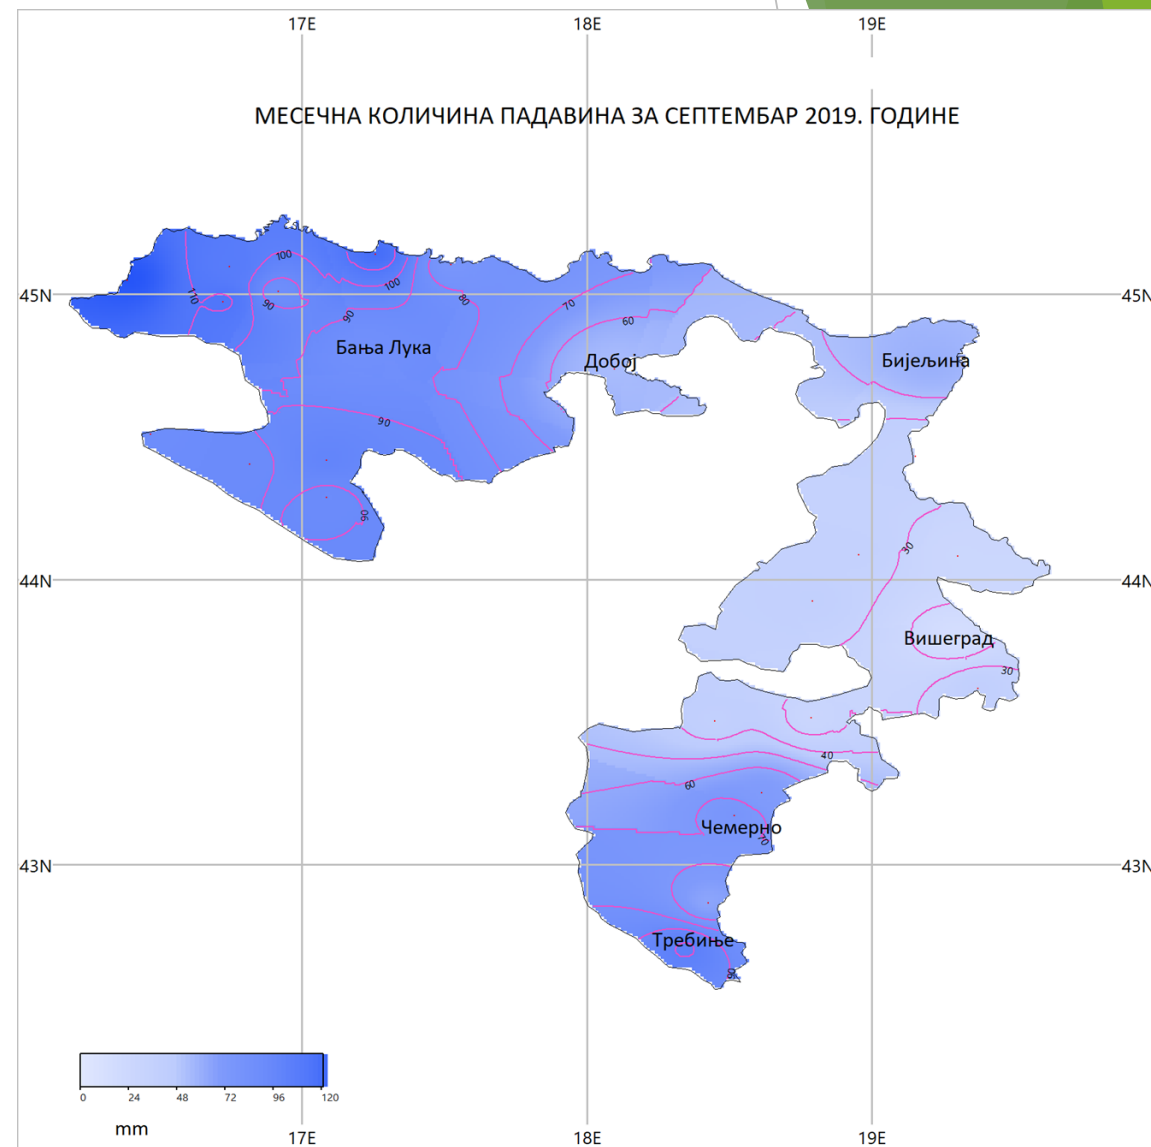 17E 18E 19E
МЕСЕЧНА КОЛИЧИНА ПАДАВИНА ЗА СЕПТЕМБАР 2019. ГОДИНЕ
100
45N 110 90 100 80 70 45N
90 60
Бања Лука Добој Бијељина
90
90
30
44N 44N
Вишеград
30
40
60
Чемерно
70
43N 43N
Требиње
90
0 24 48 72 96 120
mm
17E 18E 19E